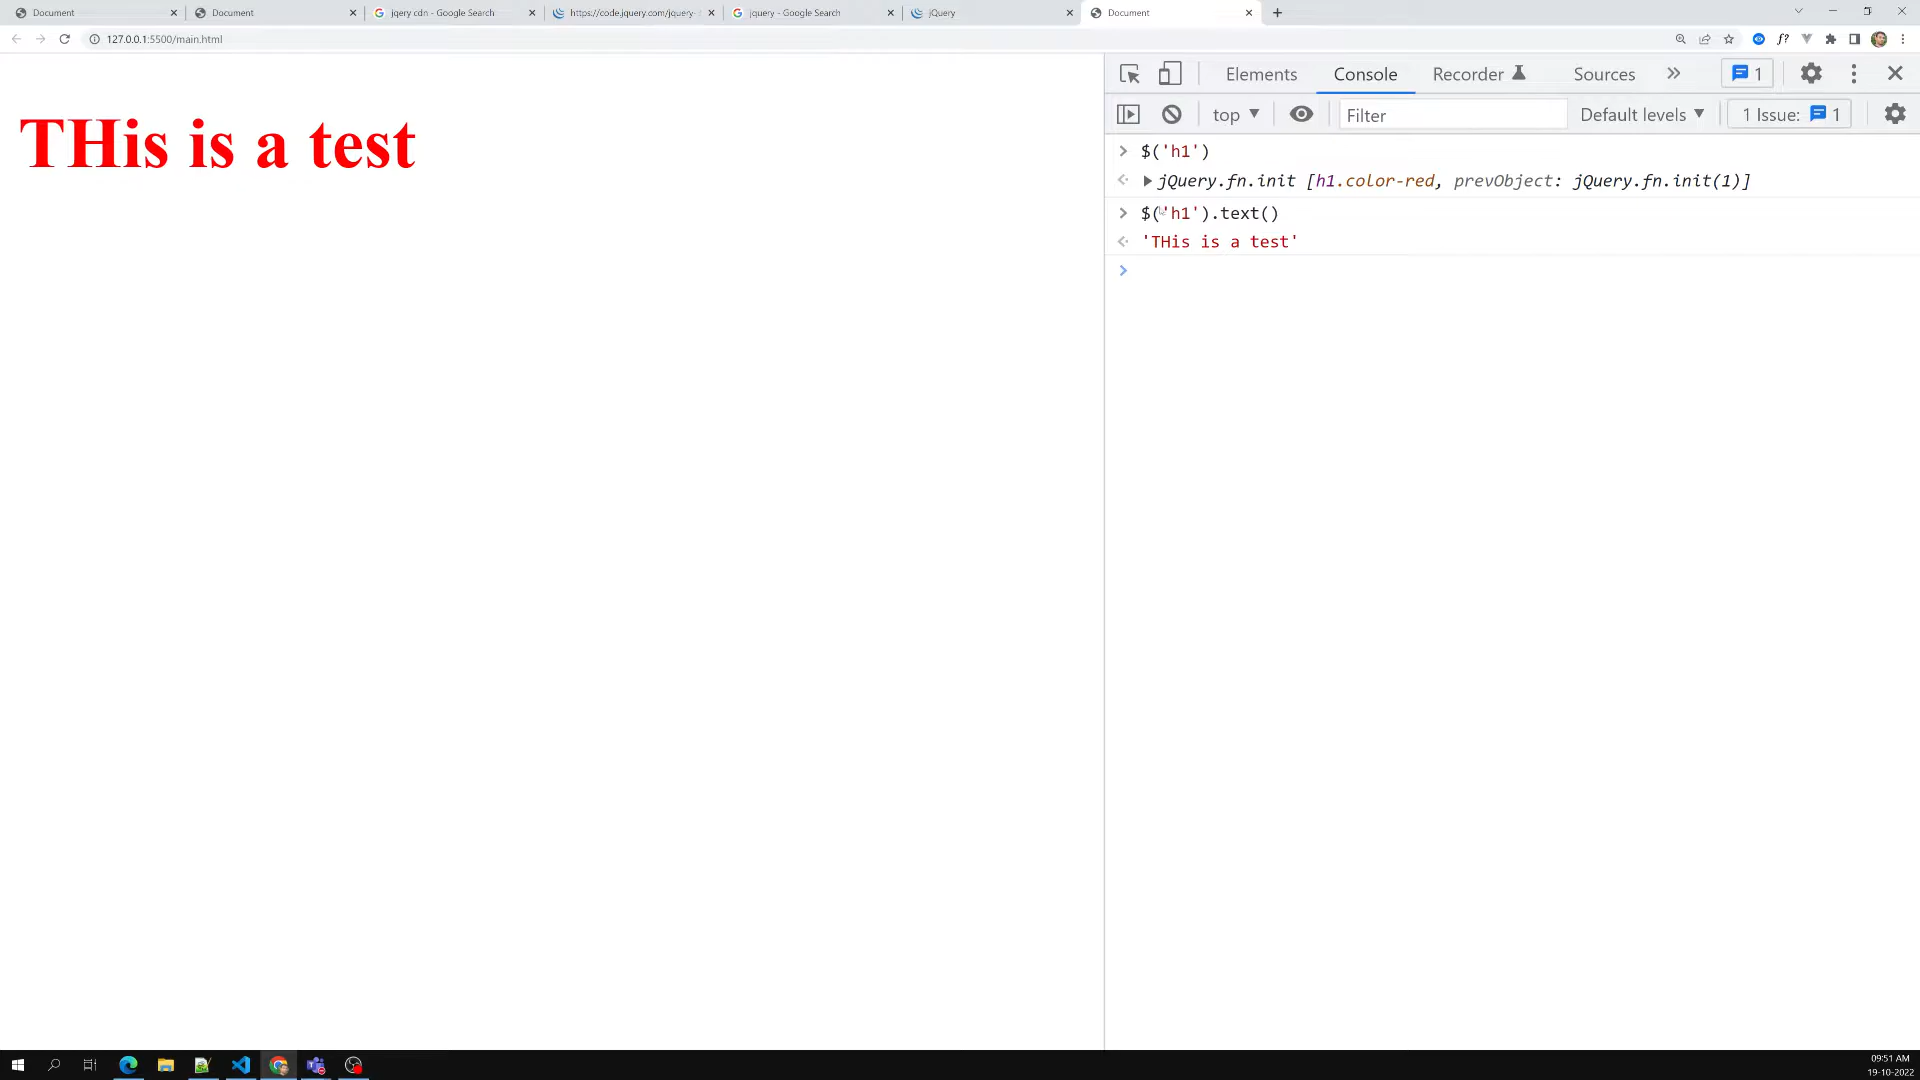 Document
Document
jqery cdn - Google Search
https://code.jquery.com/jquery-
jquery - Google Search
jQuery
Document
127.0.0.1:5500/main.html
f?
THis is a test
Elements
Console
Recorder
Sources
1
top
Filter
Default levels
1 Issue: 1
$('h1')
jQuery.fn.init [h1.color-red, prevObject: jQuery.fn.init(1)]
$('h1').text()
'THis is a test'
09:51 AM
19-10-2022